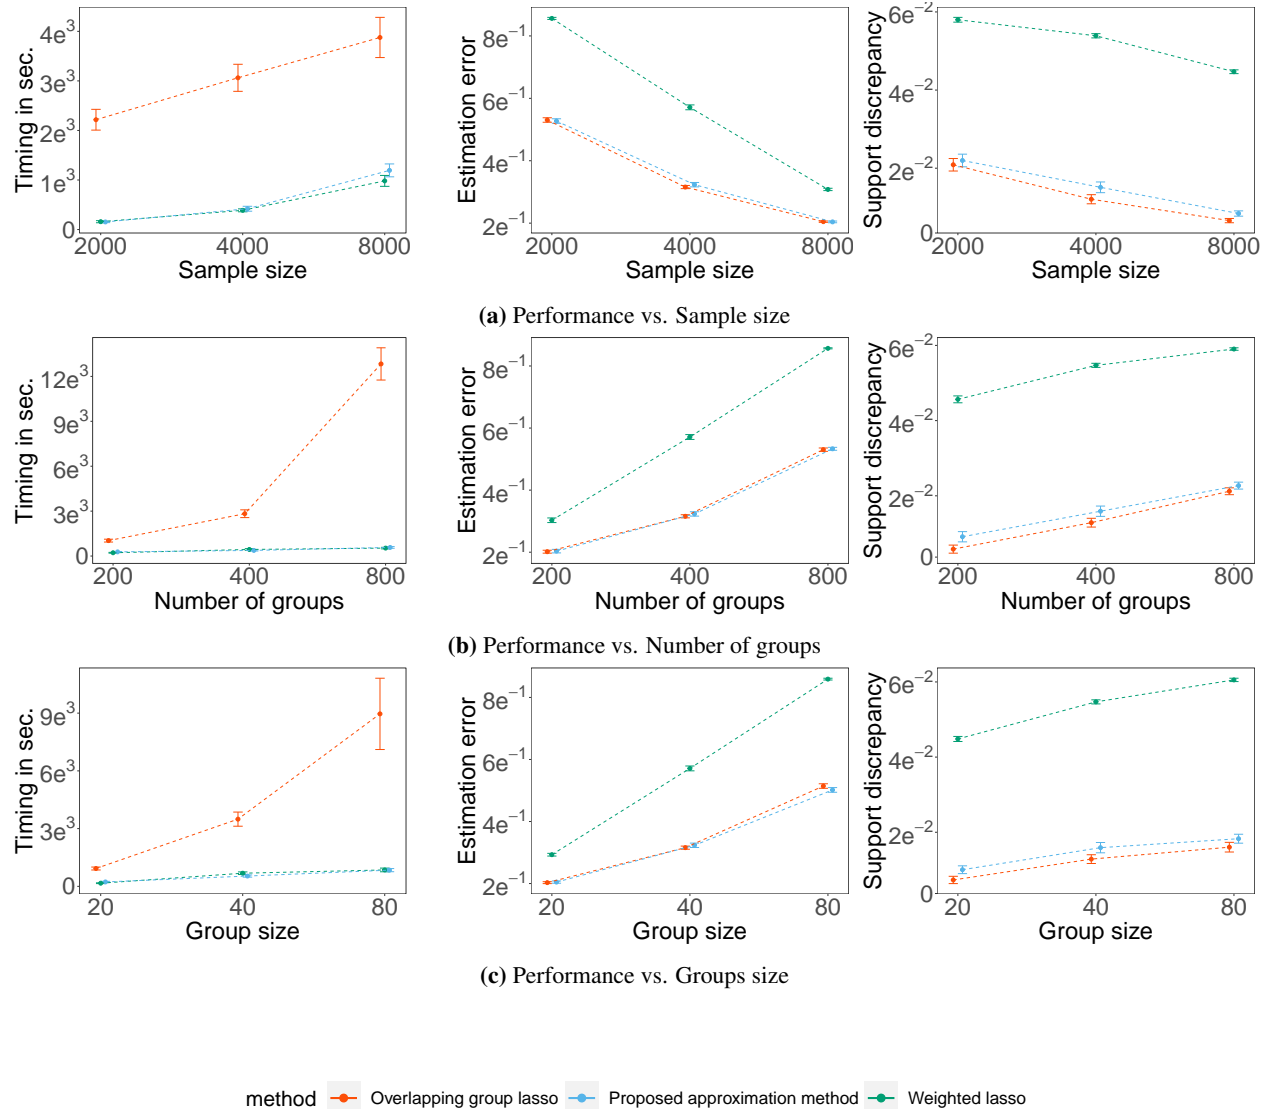 4e³
3e³
2e³
1e³
0
Timing in sec.
2000 4000 8000
Sample size
8e⁻¹
6e⁻¹
4e⁻¹
2e⁻¹
Estimation error
2000 4000 8000
Sample size
6e⁻²
4e⁻²
2e⁻²
0
Support discrepancy
2000 4000 8000
Sample size
(a) Performance vs. Sample size
12e³
9e³
6e³
3e³
0
Timing in sec.
200 400 800
Number of groups
8e⁻¹
6e⁻¹
4e⁻¹
2e⁻¹
Estimation error
200 400 800
Number of groups
6e⁻²
4e⁻²
2e⁻²
0
Support discrepancy
200 400 800
Number of groups
(b) Performance vs. Number of groups
9e³
6e³
3e³
0
Timing in sec.
20 40 80
Group size
8e⁻¹
6e⁻¹
4e⁻¹
2e⁻¹
Estimation error
20 40 80
Group size
6e⁻²
4e⁻²
2e⁻²
0
Support discrepancy
20 40 80
Group size
(c) Performance vs. Groups size
method Overlapping group lasso Proposed approximation method Weighted lasso